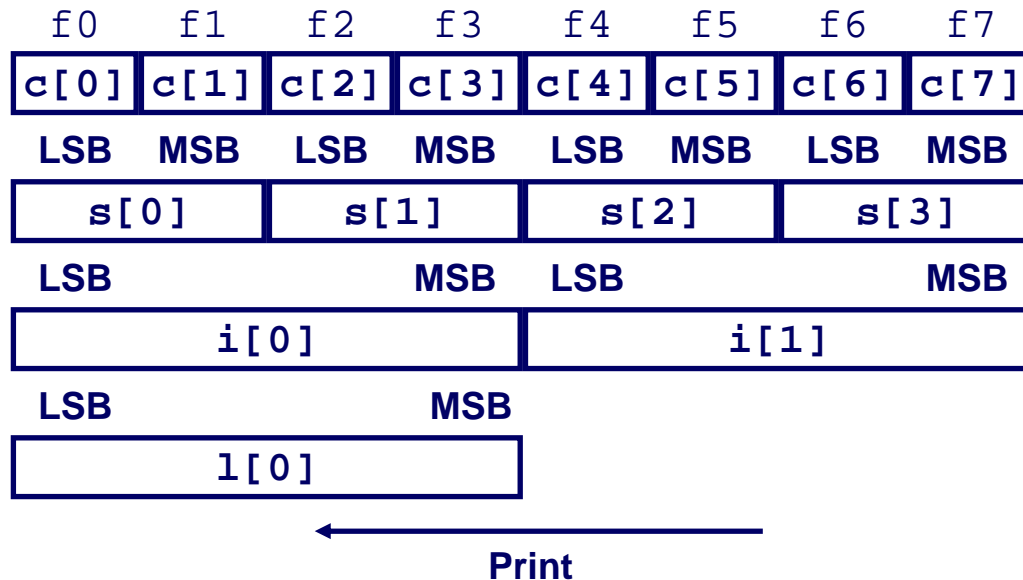 f0 f1 f2 f3 f4 f5 f6 f7
c[0] c[1] c[2] c[3] c[4] c[5] c[6] c[7]
LSB MSB LSB MSB LSB MSB LSB MSB
s[0] s[1] s[2] s[3]
LSB MSB LSB MSB
i[0] i[1]
LSB MSB
l[0]
Print